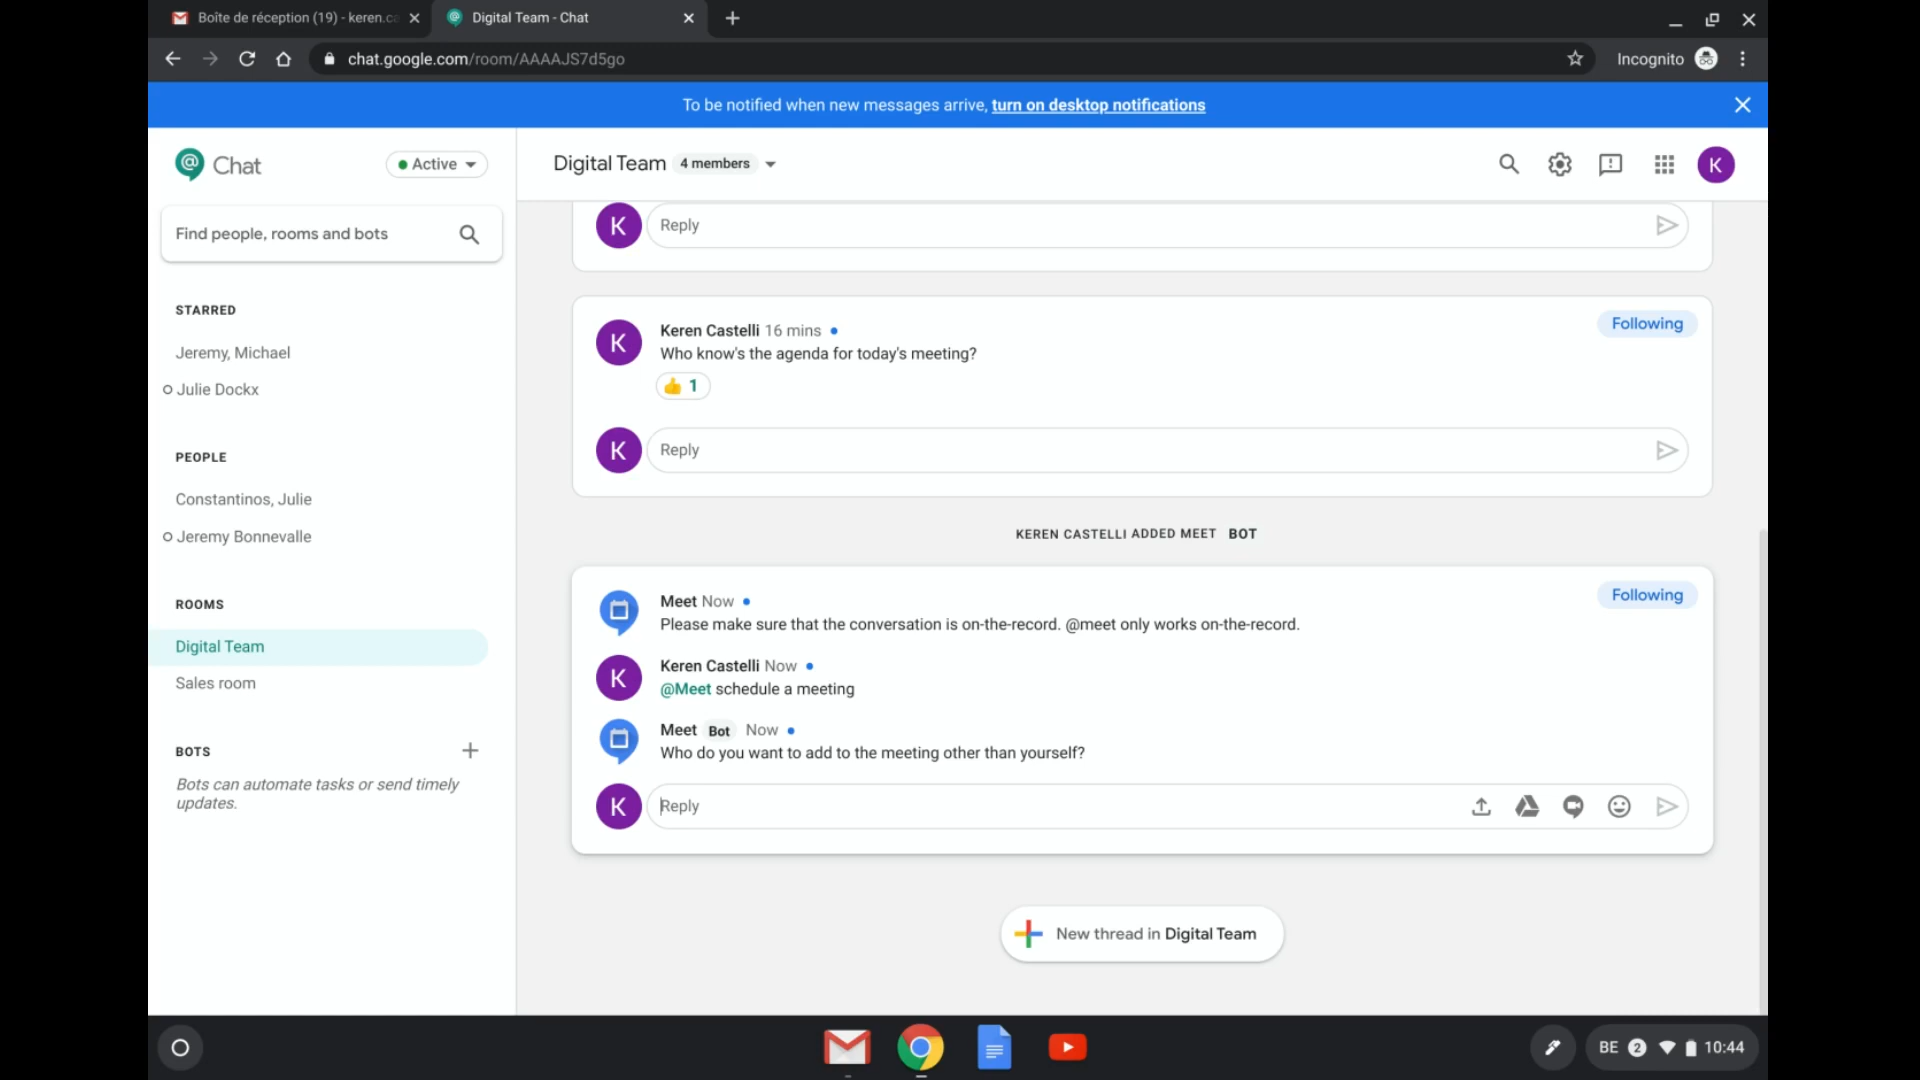 Boîte de réception (19) - keren.c
Digital Team - Chat
chat.google.com/room/AAAAJS7d5go
Incognito
To be notified when new messages arrive, turn on desktop notifications
Chat
Active
Digital Team 4 members
K
Find people, rooms and bots
K
Reply
STARRED
Jeremy, Michael
Julie Dockx
PEOPLE
Constantinos, Julie
Jeremy Bonnevalle
ROOMS
Digital Team
Sales room
BOTS
Bots can automate tasks or send timely
updates.
Following
K
Keren Castelli 16 mins
Who know's the agenda for today's meeting?
👍 1
K
Reply
KEREN CASTELLI ADDED MEET BOT
Following
Meet Now
Please make sure that the conversation is on-the-record. @meet only works on-the-record.
K
Keren Castelli Now
@Meet schedule a meeting
Meet Bot Now
Who do you want to add to the meeting other than yourself?
K
Reply
New thread in Digital Team
BE 2 10:44